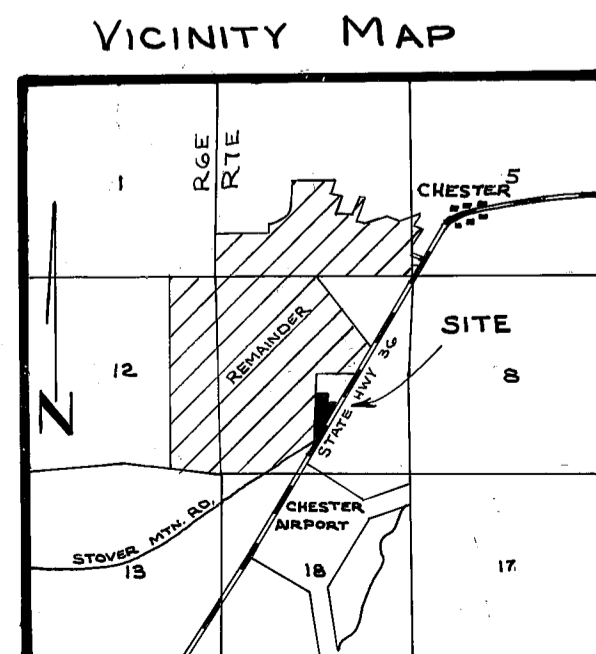 VICINITY MAP
R6E
R7E
1
5
CHESTER
SITE
REMAINDER
STATE HWY 36
12
8
N
CHESTER
AIRPORT
STOVER MTN. RD.
13
18
17